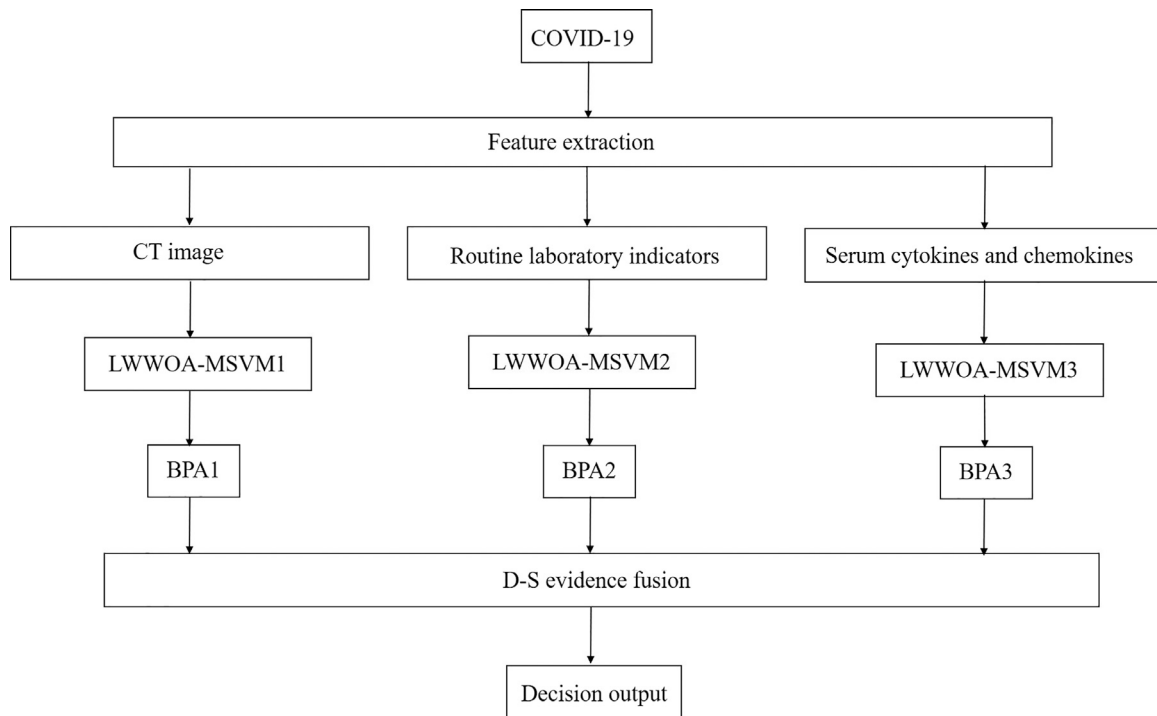 COVID-19
Feature extraction
CT image
Routine laboratory indicators
Serum cytokines and chemokines
LWWOA-MSVM1
LWWOA-MSVM2
LWWOA-MSVM3
BPA1
BPA2
BPA3
D-S evidence fusion
Decision output